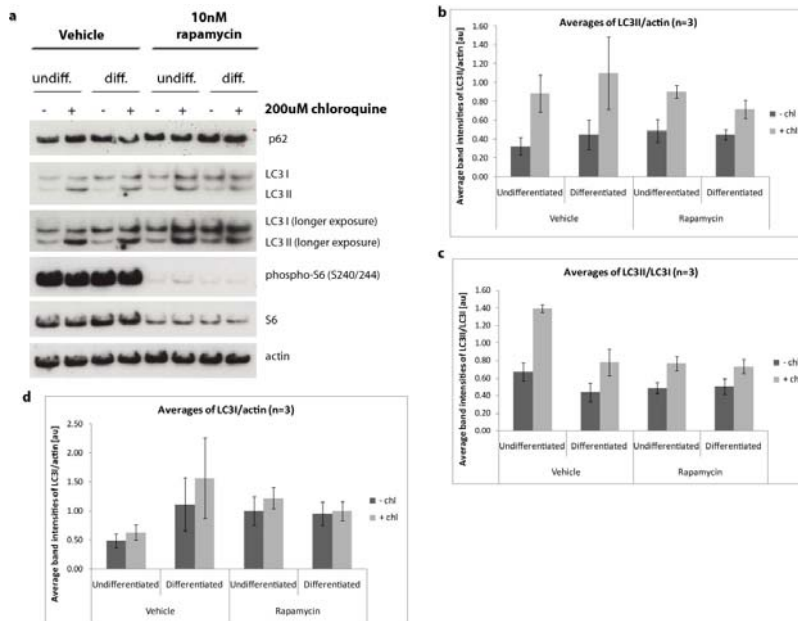 a
Vehicle
10nM
rapamycin
undiff. diff. undiff. diff.
- + - + - + - + 200uM chloroquine
p62
LC3 I
LC3 II
LC3 I (longer exposure)
LC3 II (longer exposure)
phospho-S6 (S240/244)
S6
actin
b
Averages of LC3II/actin (n=3)
Average band intensities of LC3II/actin [au]
1.60
1.40
1.20
1.00
0.80
0.60
0.40
0.20
0.00
- chl
+ chl
Undifferentiated Differentiated Undifferentiated Differentiated
Vehicle Rapamycin
c
Averages of LC3II/LC3I (n=3)
Average band intensities of LC3II/LC3I [au]
1.60
1.40
1.20
1.00
0.80
0.60
0.40
0.20
0.00
- chl
+ chl
Undifferentiated Differentiated Undifferentiated Differentiated
Vehicle Rapamycin
d
Averages of LC3I/actin (n=3)
Average band intensities of LC3I/actin [au]
2.50
2.00
1.50
1.00
0.50
0.00
- chl
+ chl
Undifferentiated Differentiated Undifferentiated Differentiated
Vehicle Rapamycin